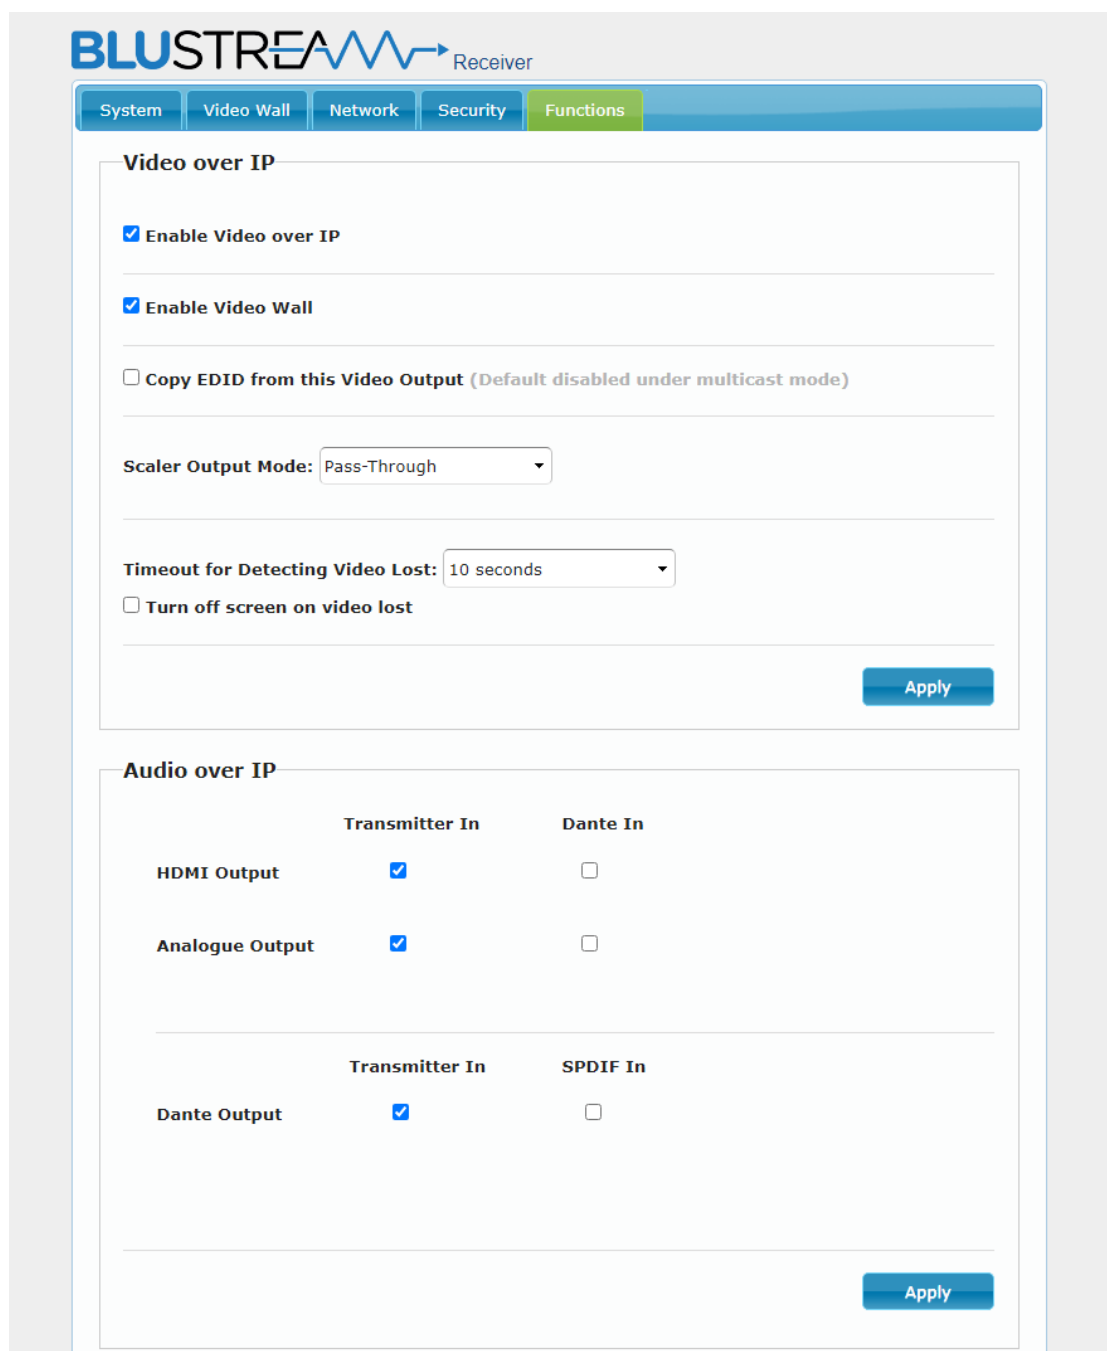 BLUSTREAM Receiver
System Video Wall Network Security Functions
Video over IP
Enable Video over IP
Enable Video Wall
Copy EDID from this Video Output (Default disabled under multicast mode)
Scaler Output Mode: Pass-Through
Timeout for Detecting Video Lost: 10 seconds
Turn off screen on video lost
Apply
Audio over IP
Transmitter In Dante In
HDMI Output
Analogue Output
Transmitter In SPDIF In
Dante Output
Apply